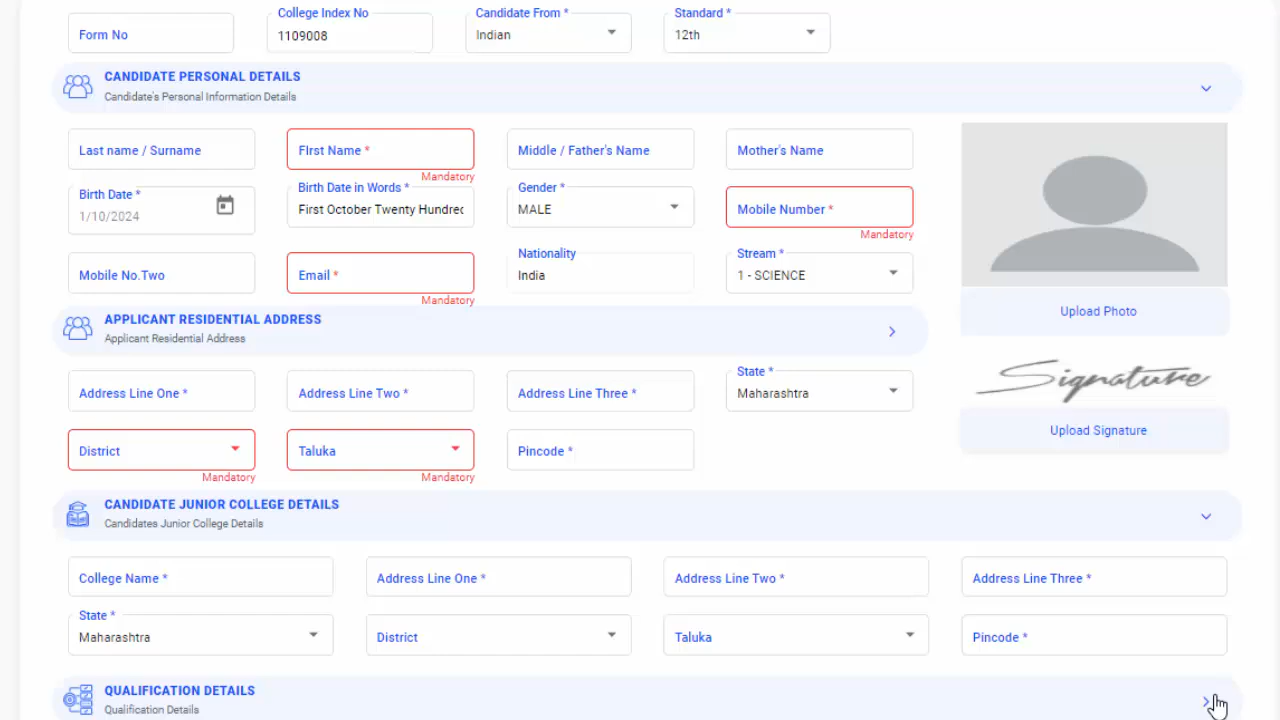 Form No
College Index No
1109008
Candidate From *
Indian
Standard *
12th
CANDIDATE PERSONAL DETAILS
Candidate's Personal Information Details
Last name / Surname
First Name *
Mandatory
Middle / Father's Name
Mother's Name
Birth Date *
1/10/2024
Birth Date in Words *
First October Twenty Hundrec
Gender *
MALE
Mobile Number *
Mandatory
Mobile No.Two
Email *
Mandatory
Nationality
India
Stream *
1 - SCIENCE
Upload Photo
Signature
Upload Signature
APPLICANT RESIDENTIAL ADDRESS
Applicant Residential Address
Address Line One *
Address Line Two *
Address Line Three *
State *
Maharashtra
District
Mandatory
Taluka
Mandatory
Pincode *
CANDIDATE JUNIOR COLLEGE DETAILS
Candidates Junior College Details
College Name *
Address Line One *
Address Line Two *
Address Line Three *
State *
Maharashtra
District
Taluka
Pincode *
QUALIFICATION DETAILS
Qualification Details